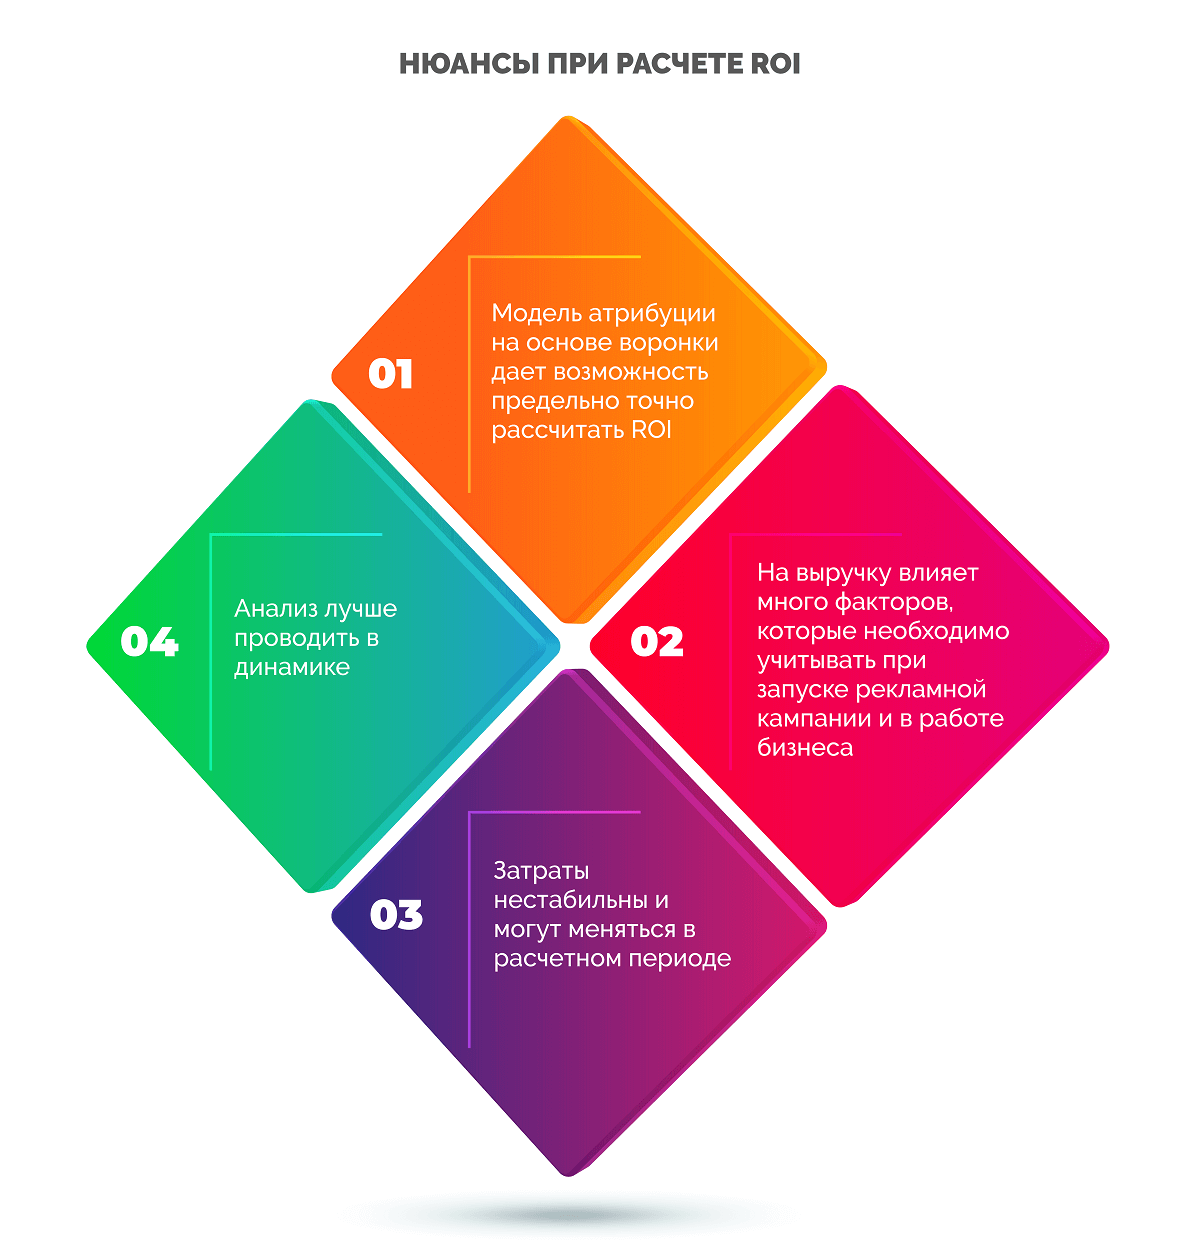 НЮАНСЫ ПРИ РАСЧЕТЕ ROI
01
Модель атрибуции
на основе воронки
дает возможность
предельно точно
рассчитать ROI
02
На выручку влияет
много факторов,
которые необходимо
учитывать при
запуске рекламной
кампании и в работе
бизнеса
03
Затраты
нестабильны и
могут меняться в
расчетном периоде
04
Анализ лучше
проводить в
динамике